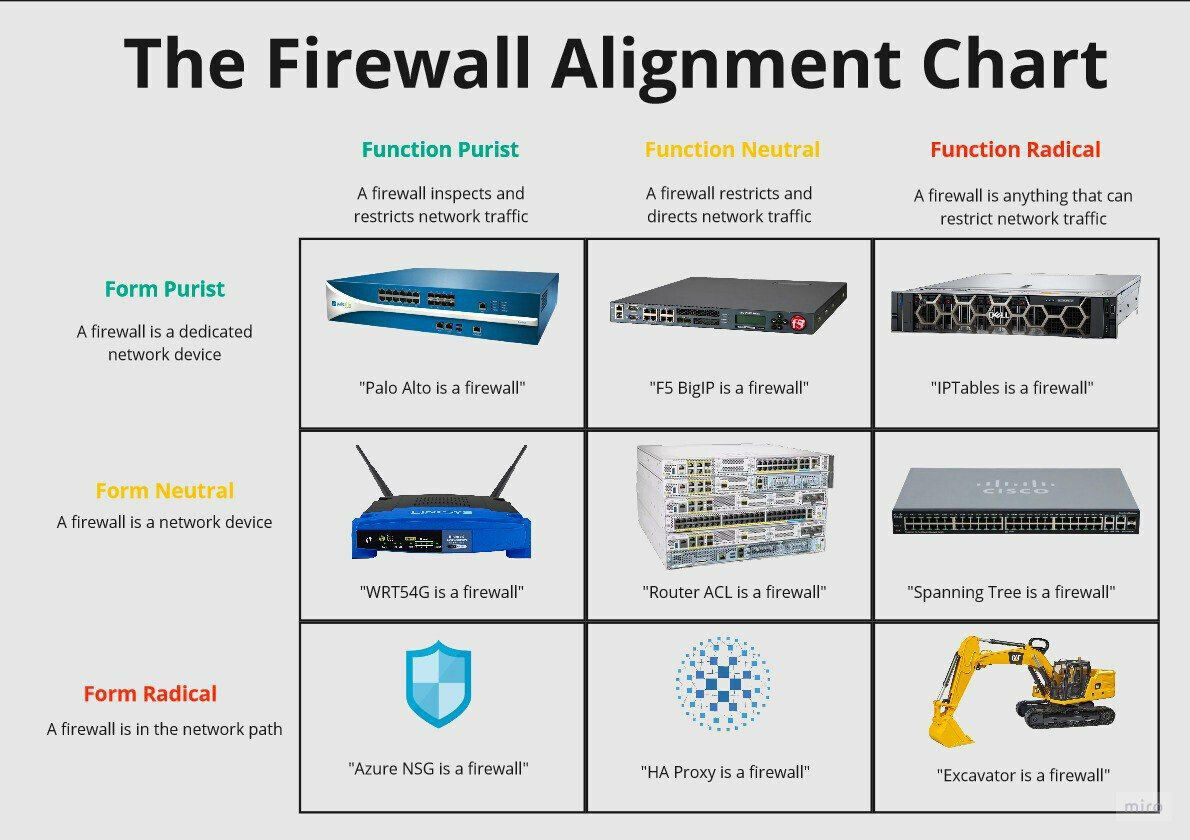 The Firewall Alignment Chart
Function Purist
Function Neutral
Function Radical
A firewall inspects and
restricts network traffic
A firewall restricts and
directs network traffic
A firewall is anything that can
restrict network traffic
Form Purist
A firewall is a dedicated
network device
"Palo Alto is a firewall"
"F5 BigIP is a firewall"
DELL
"IPTables is a firewall"
Form Neutral
A firewall is a network device
LINKSYS
"WRT54G is a firewall"
"Router ACL is a firewall"
CISCO
"Spanning Tree is a firewall"
Form Radical
A firewall is in the network path
"Azure NSG is a firewall"
"HA Proxy is a firewall"
CAT
"Excavator is a firewall"
miro